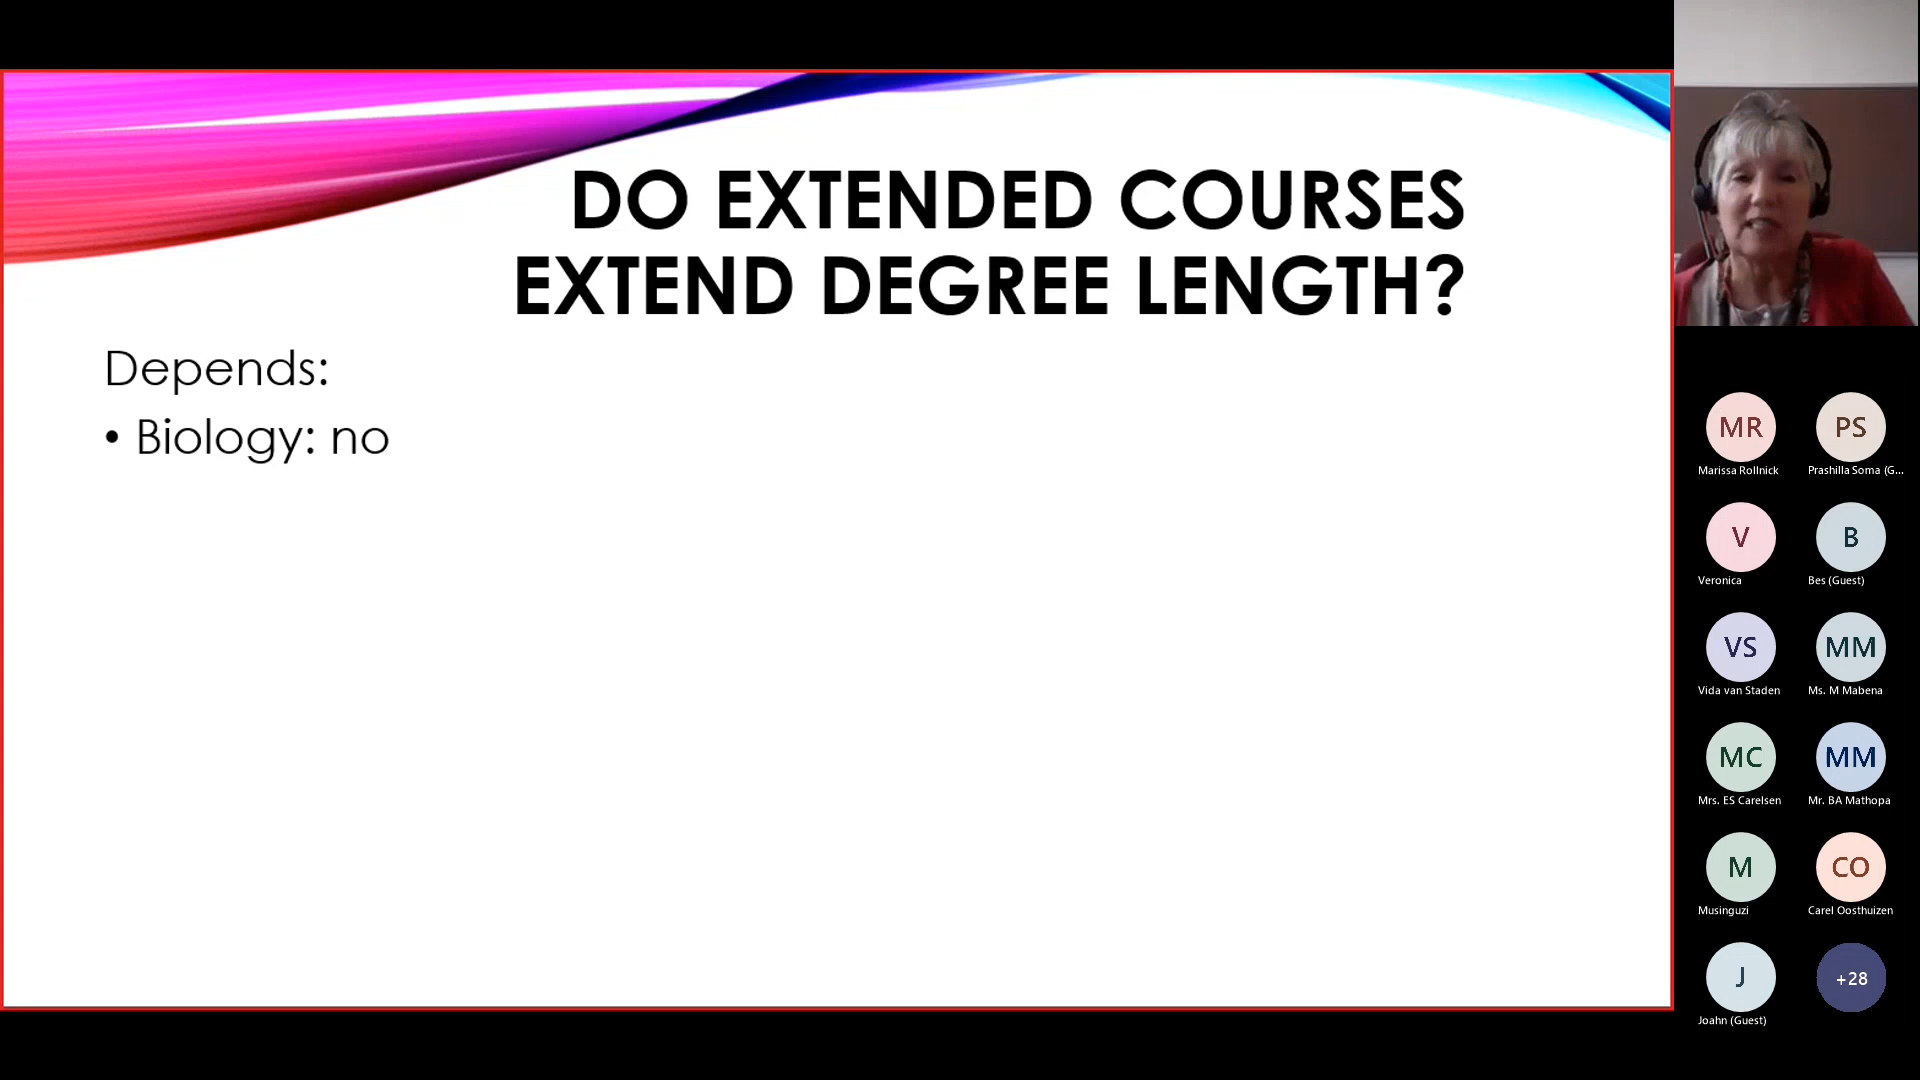 DO EXTENDED COURSES
EXTEND DEGREE LENGTH?
Depends:
• Biology: no
MR
Marissa Rollnick
PS
Prashilla Soma (G...
V
Veronica
B
Bes (Guest)
VS
Vida van Staden
MM
Ms. M Mabena
MC
Mrs. ES Carelsen
MM
Mr. BA Mathopa
M
Musinguzi
CO
Carel Oosthuizen
J
Joahn (Guest)
+28